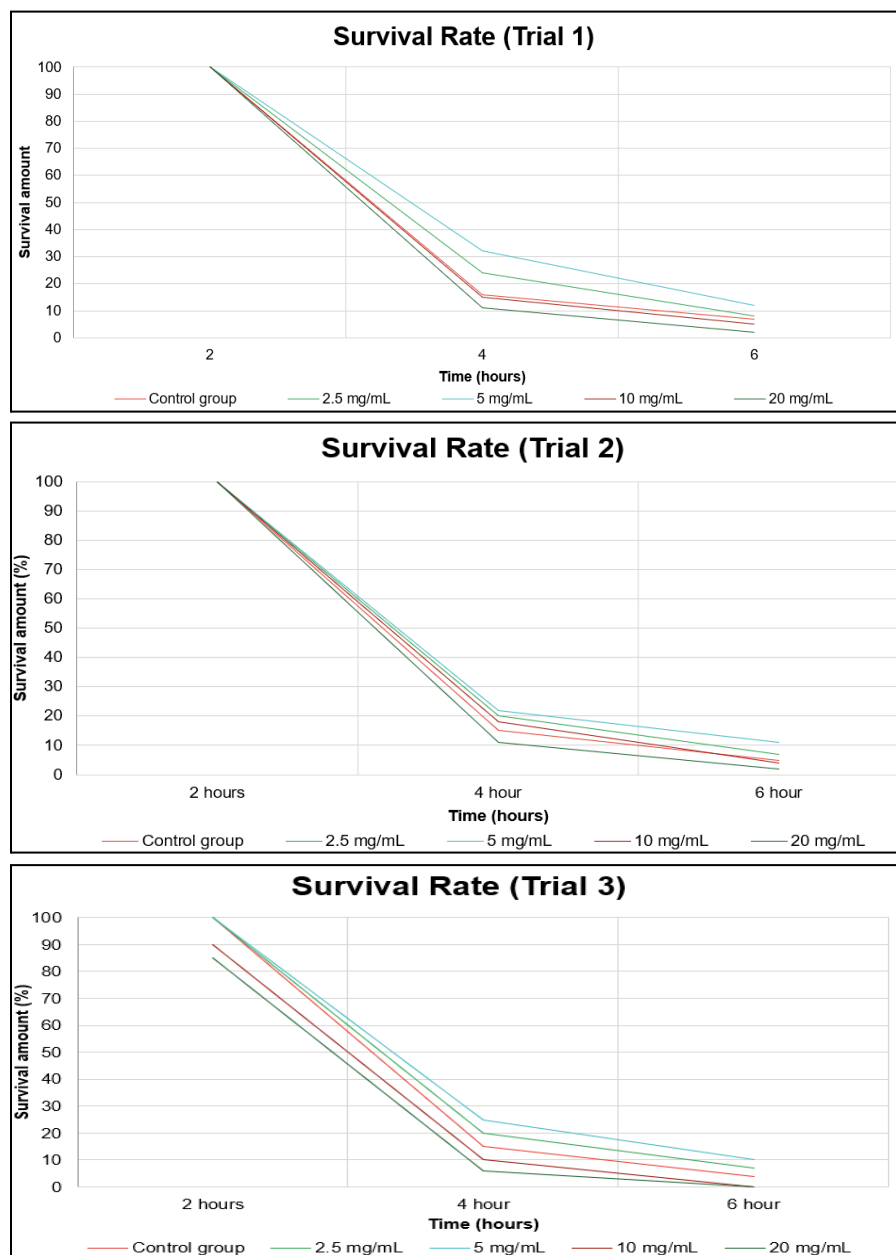 Survival Rate (Trial 1)
100
90
80
70
60
50
40
30
20
10
0
Survival amount
2 4 6
Time (hours)
Control group 2.5 mg/mL 5 mg/mL 10 mg/mL 20 mg/mL
Survival Rate (Trial 2)
100
90
80
70
60
50
40
30
20
10
0
Survival amount (%)
2 hours 4 hour 6 hour
Time (hours)
Control group 2.5 mg/mL 5 mg/mL 10 mg/mL 20 mg/mL
Survival Rate (Trial 3)
100
90
80
70
60
50
40
30
20
10
0
Survival amount (%)
2 hours 4 hour 6 hour
Time (hours)
Control group 2.5 mg/mL 5 mg/mL 10 mg/mL 20 mg/mL